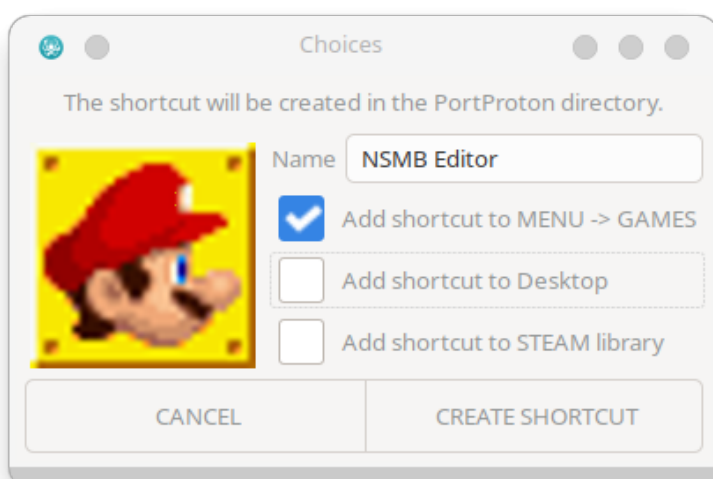 Choices
The shortcut will be created in the PortProton directory.
Name NSMB Editor
Add shortcut to MENU -> GAMES
Add shortcut to Desktop
Add shortcut to STEAM library
CANCEL CREATE SHORTCUT